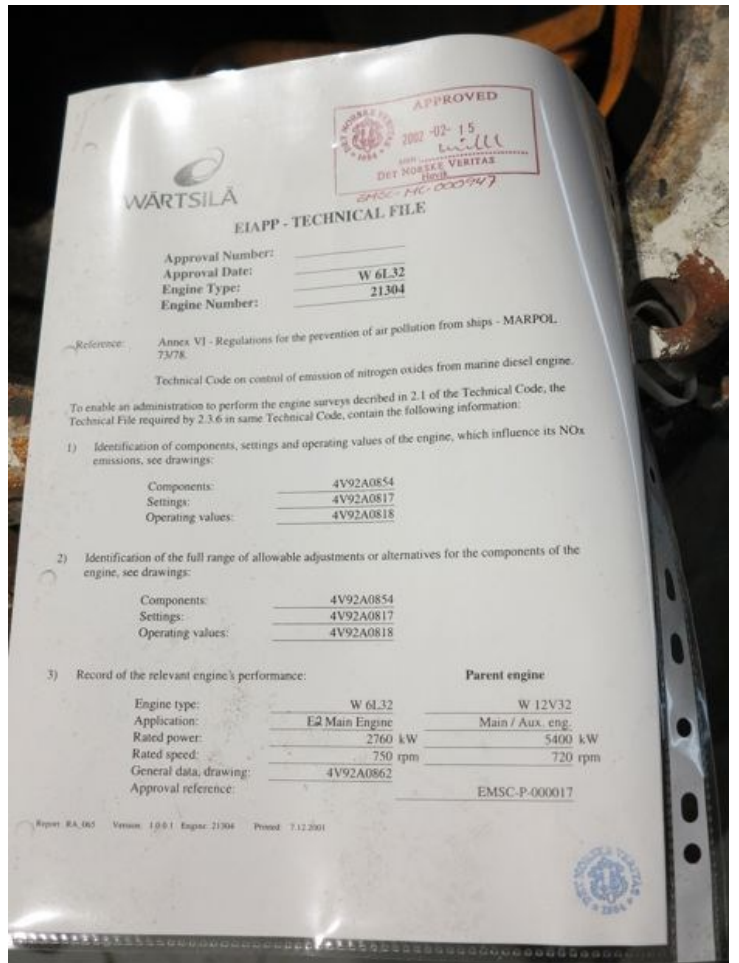 APPROVED
DET NORSKE VERITAS
1864
2002 -02- 15
DET NORSKE VERITAS
Høvik
EMSC-MC-000947
WÄRTSILÄ
EIAPP - TECHNICAL FILE
Approval Number:
Approval Date:
Engine Type: W 6L32
Engine Number: 21304
Reference: Annex VI - Regulations for the prevention of air pollution from ships - MARPOL
73/78.
Technical Code on control of emission of nitrogen oxides from marine diesel engine.
To enable an administration to perform the engine surveys decribed in 2.1 of the Technical Code, the
Technical File required by 2.3.6 in same Technical Code, contain the following information:
1) Identification of components, settings and operating values of the engine, which influence its NOx
emissions, see drawings:
Components: 4V92A0854
Settings: 4V92A0817
Operating values: 4V92A0818
2) Identification of the full range of allowable adjustments or alternatives for the components of the
engine, see drawings:
Components: 4V92A0854
Settings: 4V92A0817
Operating values: 4V92A0818
3) Record of the relevant engine's performance: Parent engine
Engine type: W 6L32 W 12V32
Application: E2 Main Engine Main / Aux. eng.
Rated power: 2760 kW 5400 kW
Rated speed: 750 rpm 720 rpm
General data, drawing: 4V92A0862
Approval reference: EMSC-P-000017
Report RA_065 Version 1.0.0.1 Engine 21304 Printed 7.12.2001
DET NORSKE VERITAS
1864